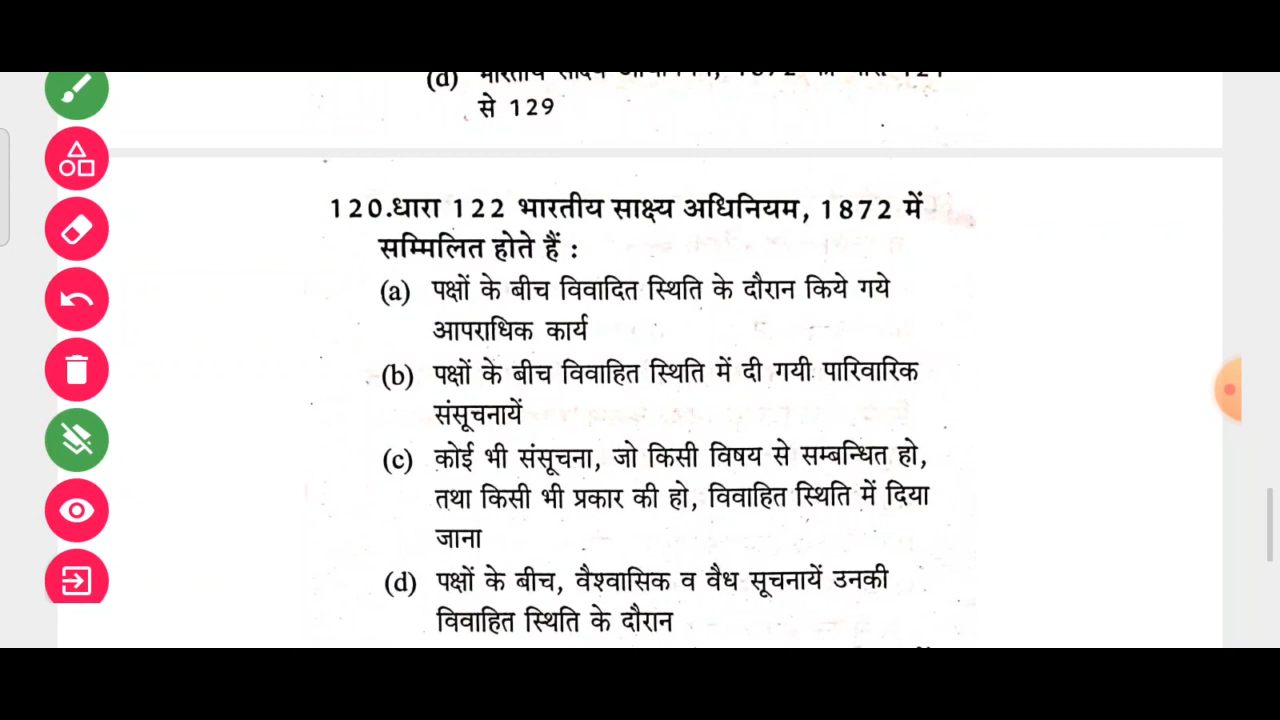 (d)
से 129
120.धारा 122 भारतीय साक्ष्य अधिनियम, 1872 में
सम्मिलित होते हैं :
(a) पक्षों के बीच विवादित स्थिति के दौरान किये गये
आपराधिक कार्य
(b) पक्षों के बीच विवाहित स्थिति में दी गयी पारिवारिक
संसूचनायें
(c) कोई भी संसूचना, जो किसी विषय से सम्बन्धित हो,
तथा किसी भी प्रकार की हो, विवाहित स्थिति में दिया
जाना
(d) पक्षों के बीच, वैश्वासिक व वैध सूचनायें उनकी
विवाहित स्थिति के दौरान